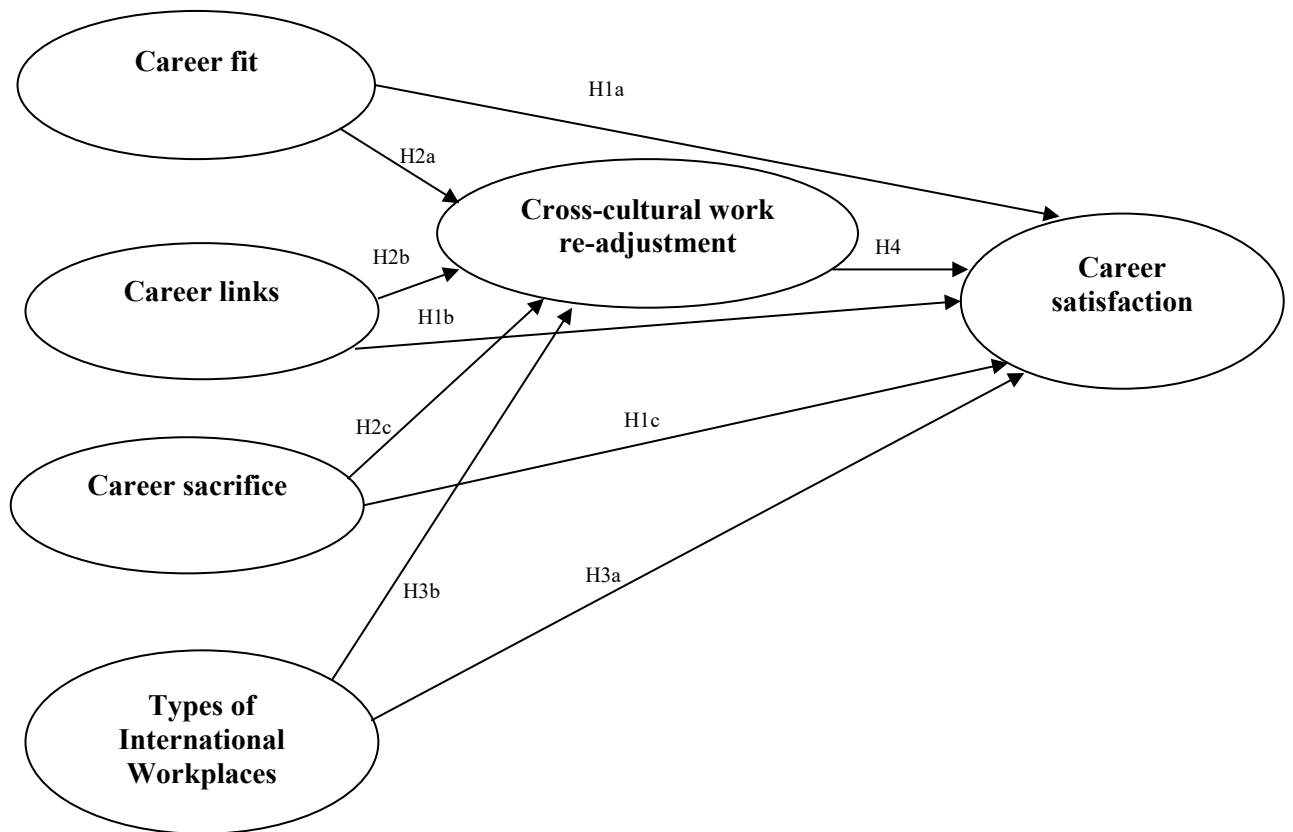 Career fit
H1a
H2a
Cross-cultural work
re-adjustment
H2b
H4
Career links
Career
satisfaction
H1b
H2c
H1c
Career sacrifice
H3b
H3a
Types of
International
Workplaces